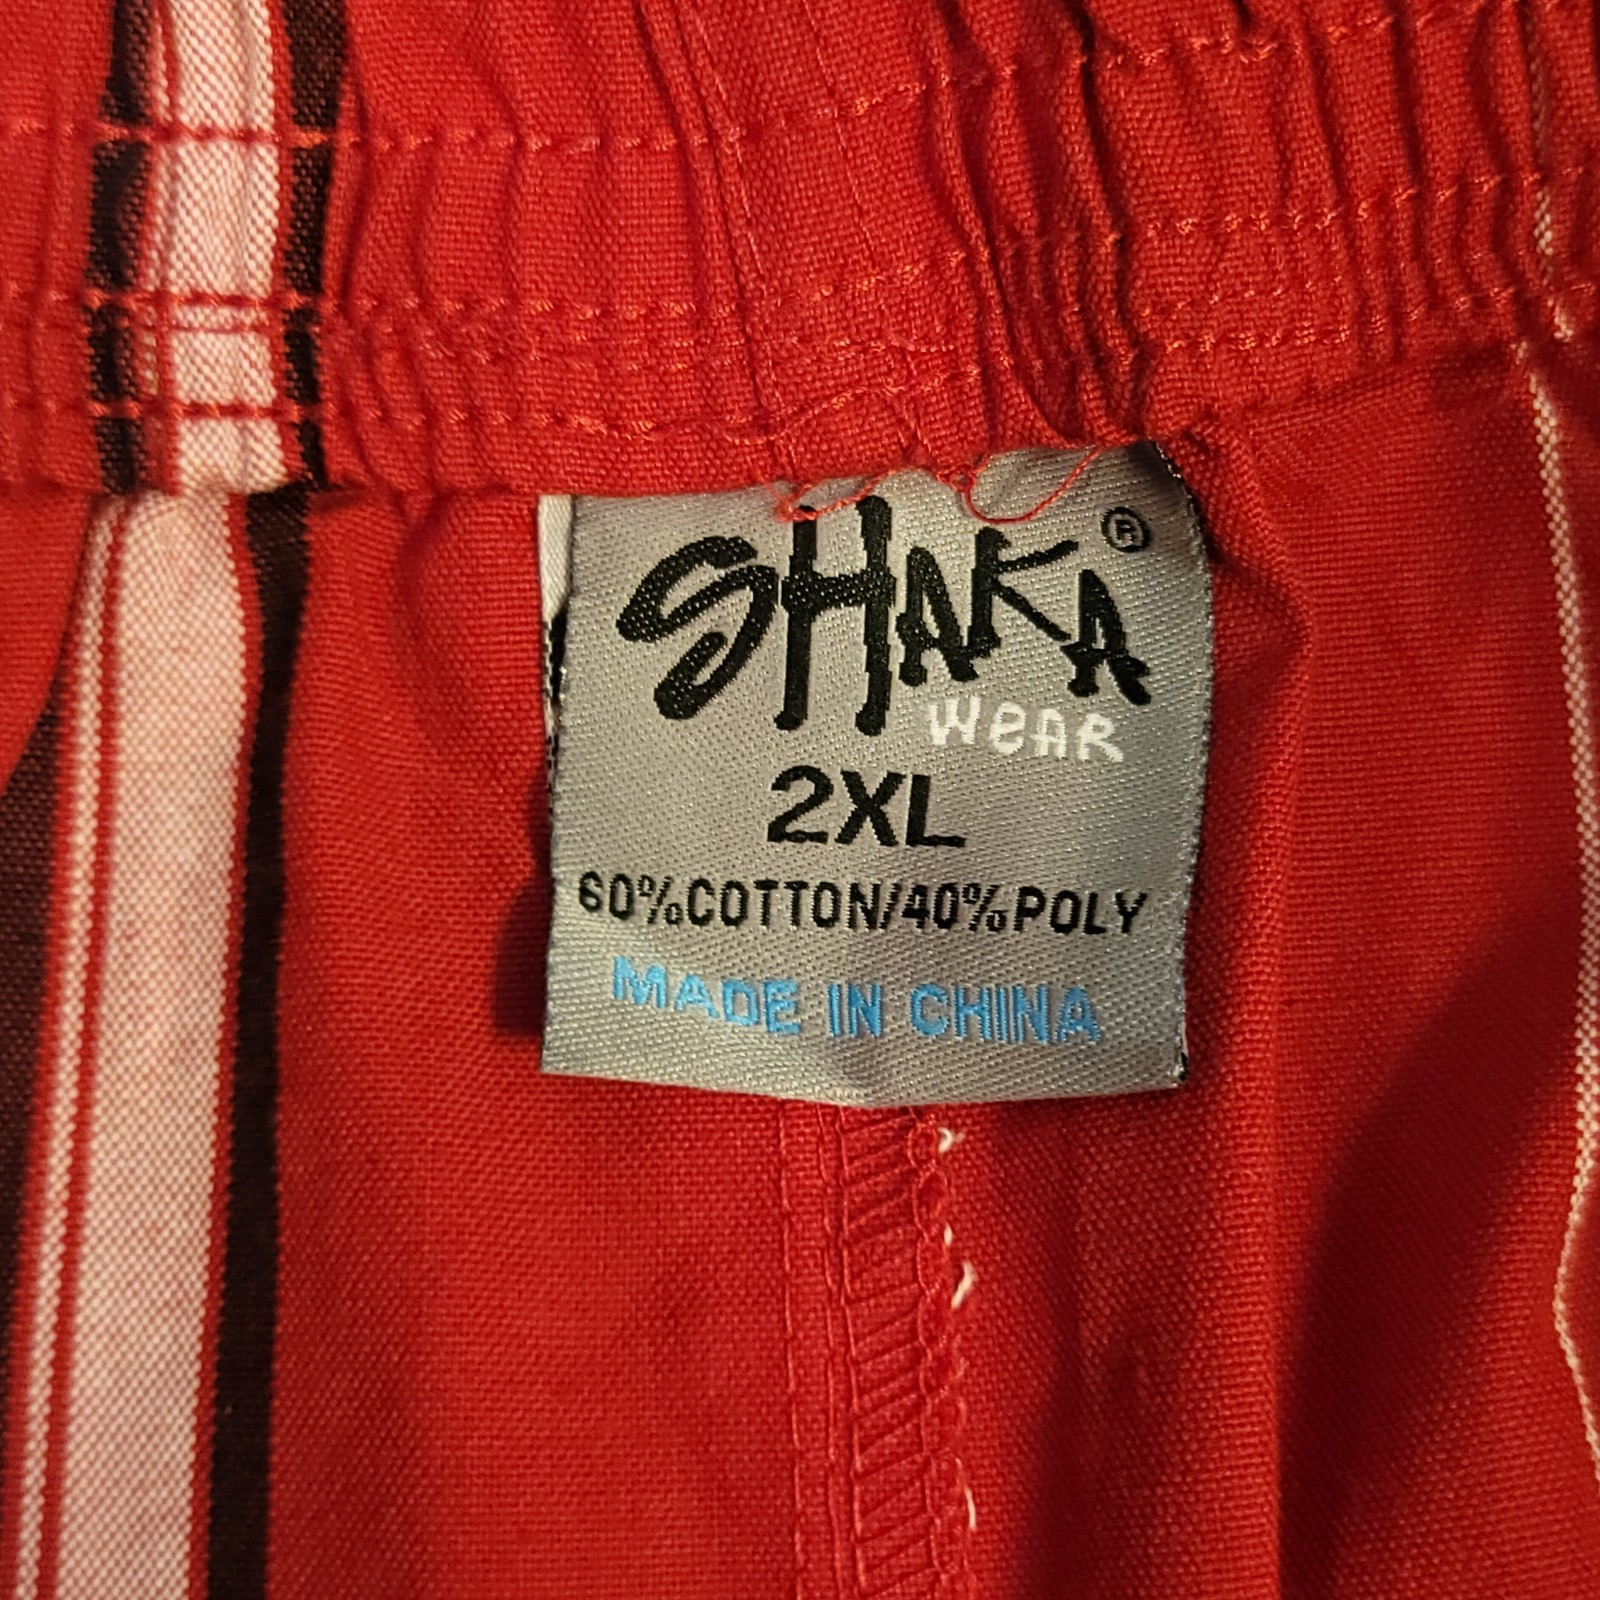 SHAKA ®
WEAR
2XL
60%COTTON/40%POLY
MADE IN CHINA